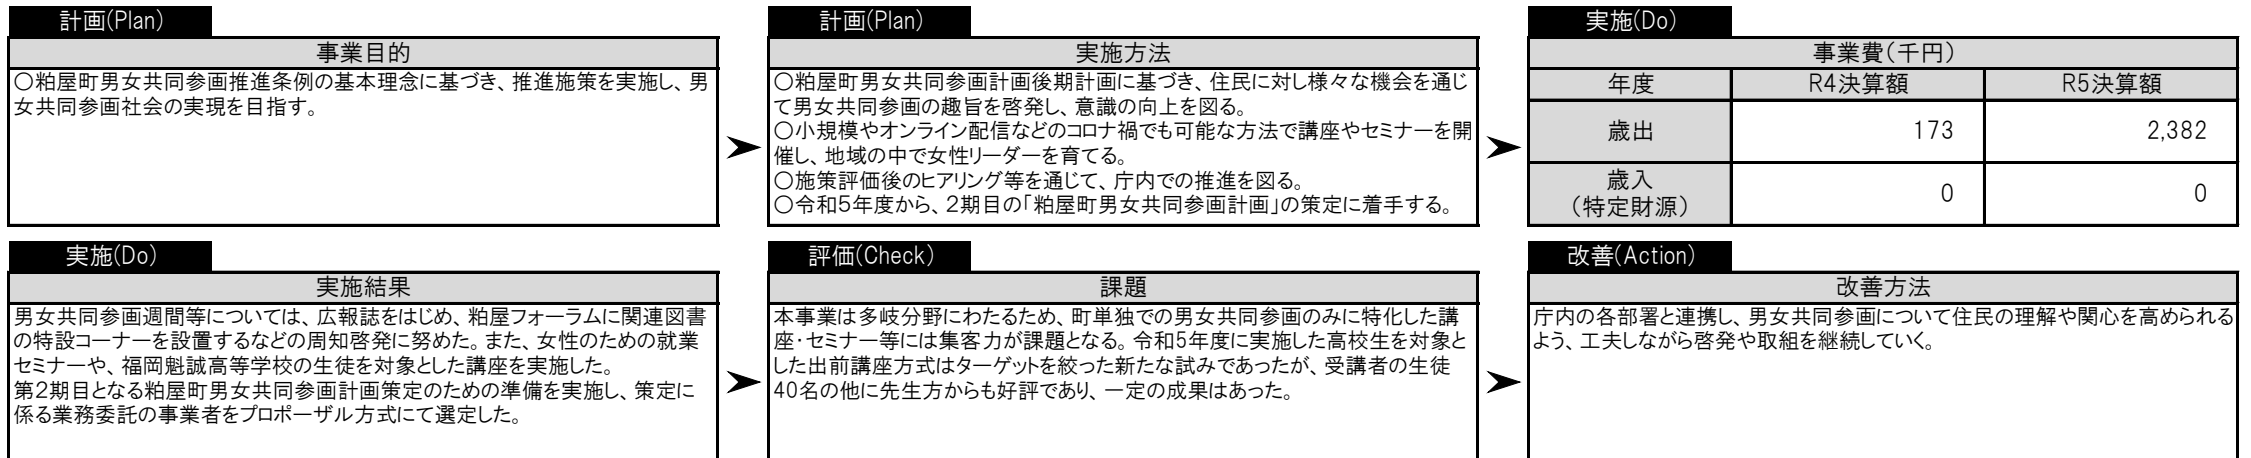 計画(Plan)
事業目的
〇粕屋町男女共同参画推進条例の基本理念に基づき、推進施策を実施し、男
女共同参画社会の実現を目指す。
計画(Plan)
実施方法
〇粕屋町男女共同参画計画後期計画に基づき、住民に対し様々な機会を通じ
て男女共同参画の趣旨を啓発し、意識の向上を図る。
〇小規模やオンライン配信などのコロナ禍でも可能な方法で講座やセミナーを開
催し、地域の中で女性リーダーを育てる。
〇施策評価後のヒアリング等を通じて、庁内での推進を図る。
〇令和5年度から、2期目の「粕屋町男女共同参画計画」の策定に着手する。
実施(Do)
事業費(千円)
年度 R4決算額 R5決算額
歳出 173 2,382
歳入
(特定財源) 0 0
実施(Do)
実施結果
男女共同参画週間等については、広報誌をはじめ、粕屋フォーラムに関連図書
の特設コーナーを設置するなどの周知啓発に努めた。また、女性のための就業
セミナーや、福岡魁誠高等学校の生徒を対象とした講座を実施した。
第2期目となる粕屋町男女共同参画計画策定のための準備を実施し、策定に
係る業務委託の事業者をプロポーザル方式にて選定した。
評価(Check)
課題
本事業は多岐分野にわたるため、町単独での男女共同参画のみに特化した講
座・セミナー等には集客力が課題となる。令和5年度に実施した高校生を対象と
した出前講座方式はターゲットを絞った新たな試みであったが、受講者の生徒
40名の他に先生方からも好評であり、一定の成果はあった。
改善(Action)
改善方法
庁内の各部署と連携し、男女共同参画について住民の理解や関心を高められる
よう、工夫しながら啓発や取組を継続していく。